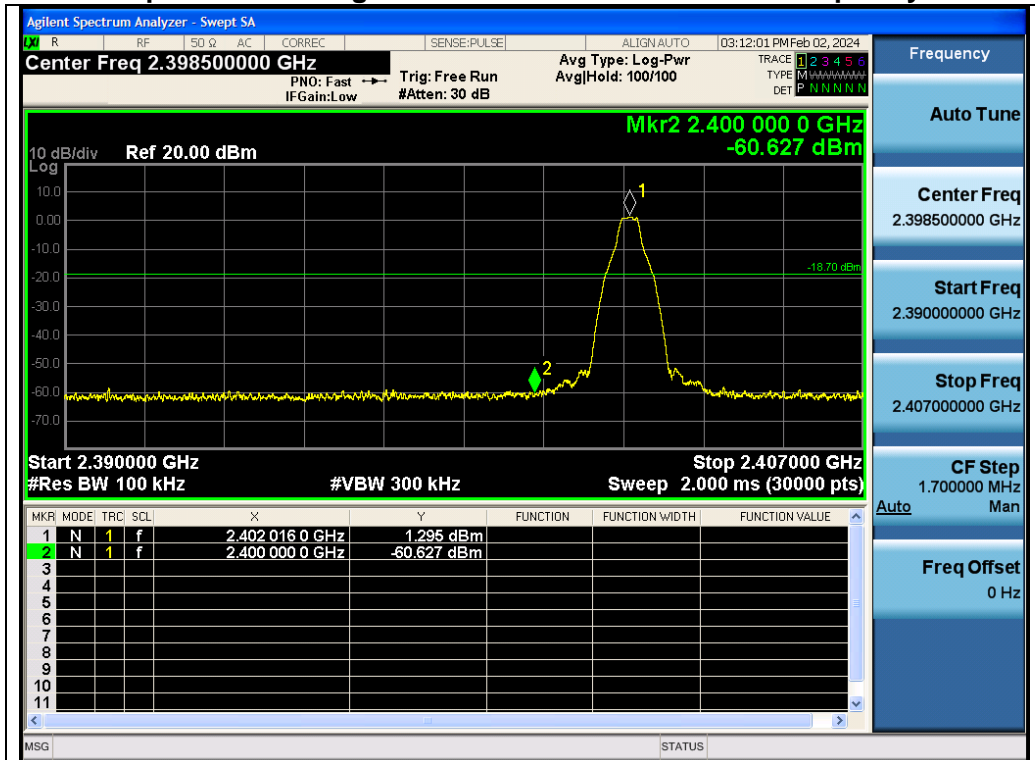 Agilent Spectrum Analyzer - Swept SA
LXI R RF 50 Ω AC CORREC SENSE:PULSE ALIGN AUTO 03:12:01 PM Feb 02, 2024
Center Freq 2.398500000 GHz
PNO: Fast
IFGain:Low
Trig: Free Run
#Atten: 30 dB
Avg Type: Log-Pwr
Avg|Hold: 100/100
TRACE 1 2 3 4 5 6
TYPE M WWWWW
DET P N N N N N
Mkr2 2.400 000 0 GHz
-60.627 dBm
10 dB/div Ref 20.00 dBm
Log
10.0
0.00
-10.0
-20.0
-30.0
-40.0
-50.0
-60.0
-70.0
1
-18.70 dBm
2
Start 2.390000 GHz Stop 2.407000 GHz
#Res BW 100 kHz #VBW 300 kHz Sweep 2.000 ms (30000 pts)
MKR MODE TRC SCL X Y FUNCTION FUNCTION WIDTH FUNCTION VALUE
1 N 1 f 2.402 016 0 GHz 1.295 dBm
2 N 1 f 2.400 000 0 GHz -60.627 dBm
3
4
5
6
7
8
9
10
11
MSG STATUS
Frequency
Auto Tune
Center Freq
2.398500000 GHz
Start Freq
2.390000000 GHz
Stop Freq
2.407000000 GHz
CF Step
1.700000 MHz
Auto Man
Freq Offset
0 Hz